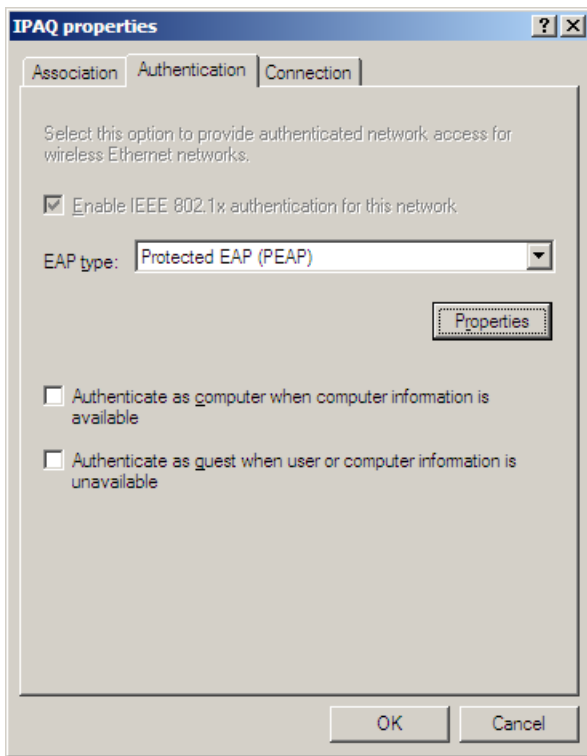 IPAQ properties
Association Authentication Connection
Select this option to provide authenticated network access for
wireless Ethernet networks.
Enable IEEE 802.1x authentication for this network
EAP type: Protected EAP (PEAP)
Properties
Authenticate as computer when computer information is
available
Authenticate as guest when user or computer information is
unavailable
OK Cancel